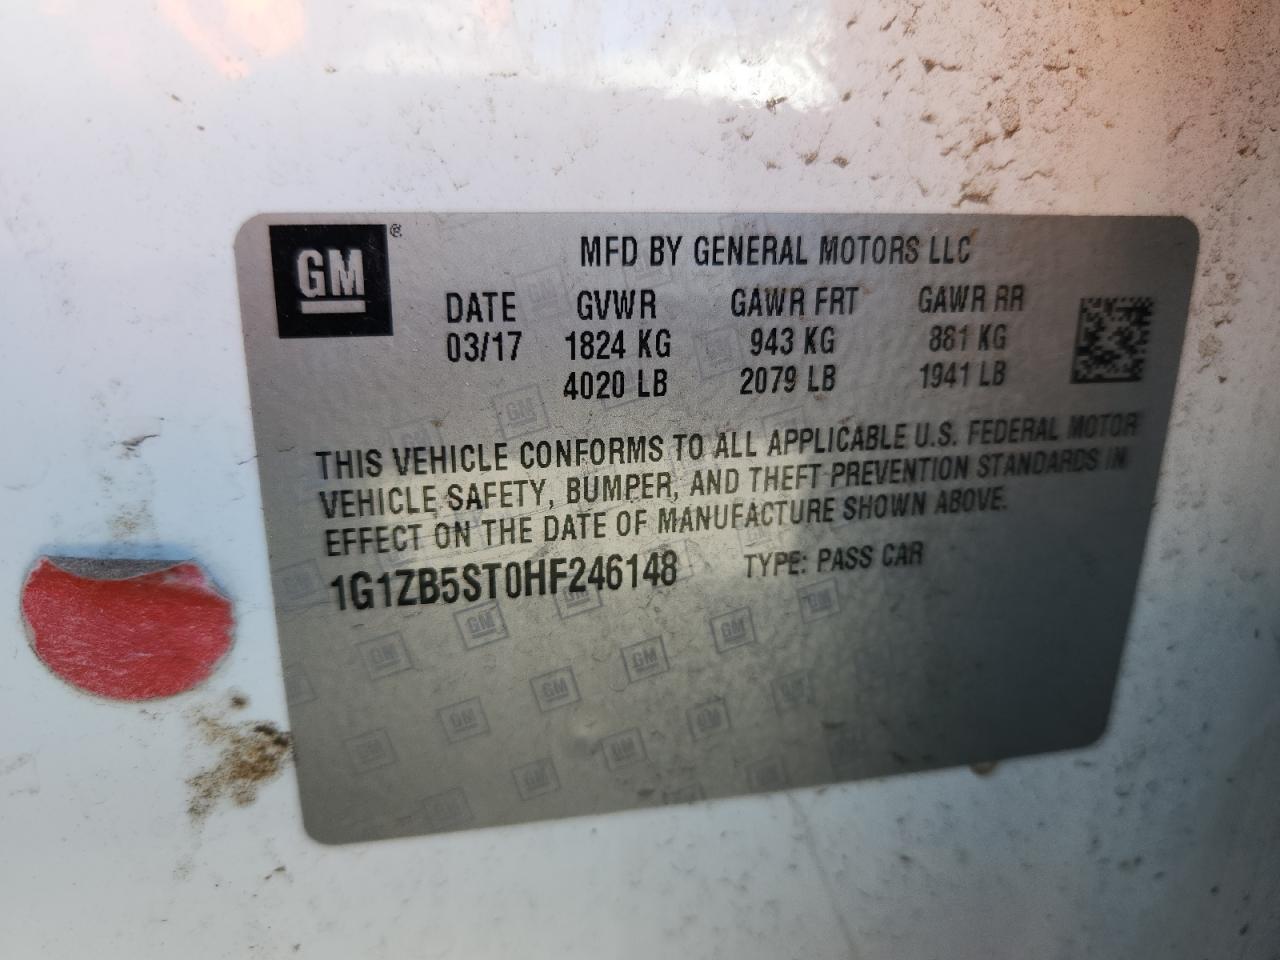 GM ®
MFD BY GENERAL MOTORS LLC
DATE GVWR GAWR FRT GAWR RR
03/17 1824 KG 943 KG 881 KG
4020 LB 2079 LB 1941 LB
THIS VEHICLE CONFORMS TO ALL APPLICABLE U.S. FEDERAL MOTOR
VEHICLE SAFETY, BUMPER, AND THEFT PREVENTION STANDARDS IN
EFFECT ON THE DATE OF MANUFACTURE SHOWN ABOVE.
1G1ZB5ST0HF246148 TYPE: PASS CAR